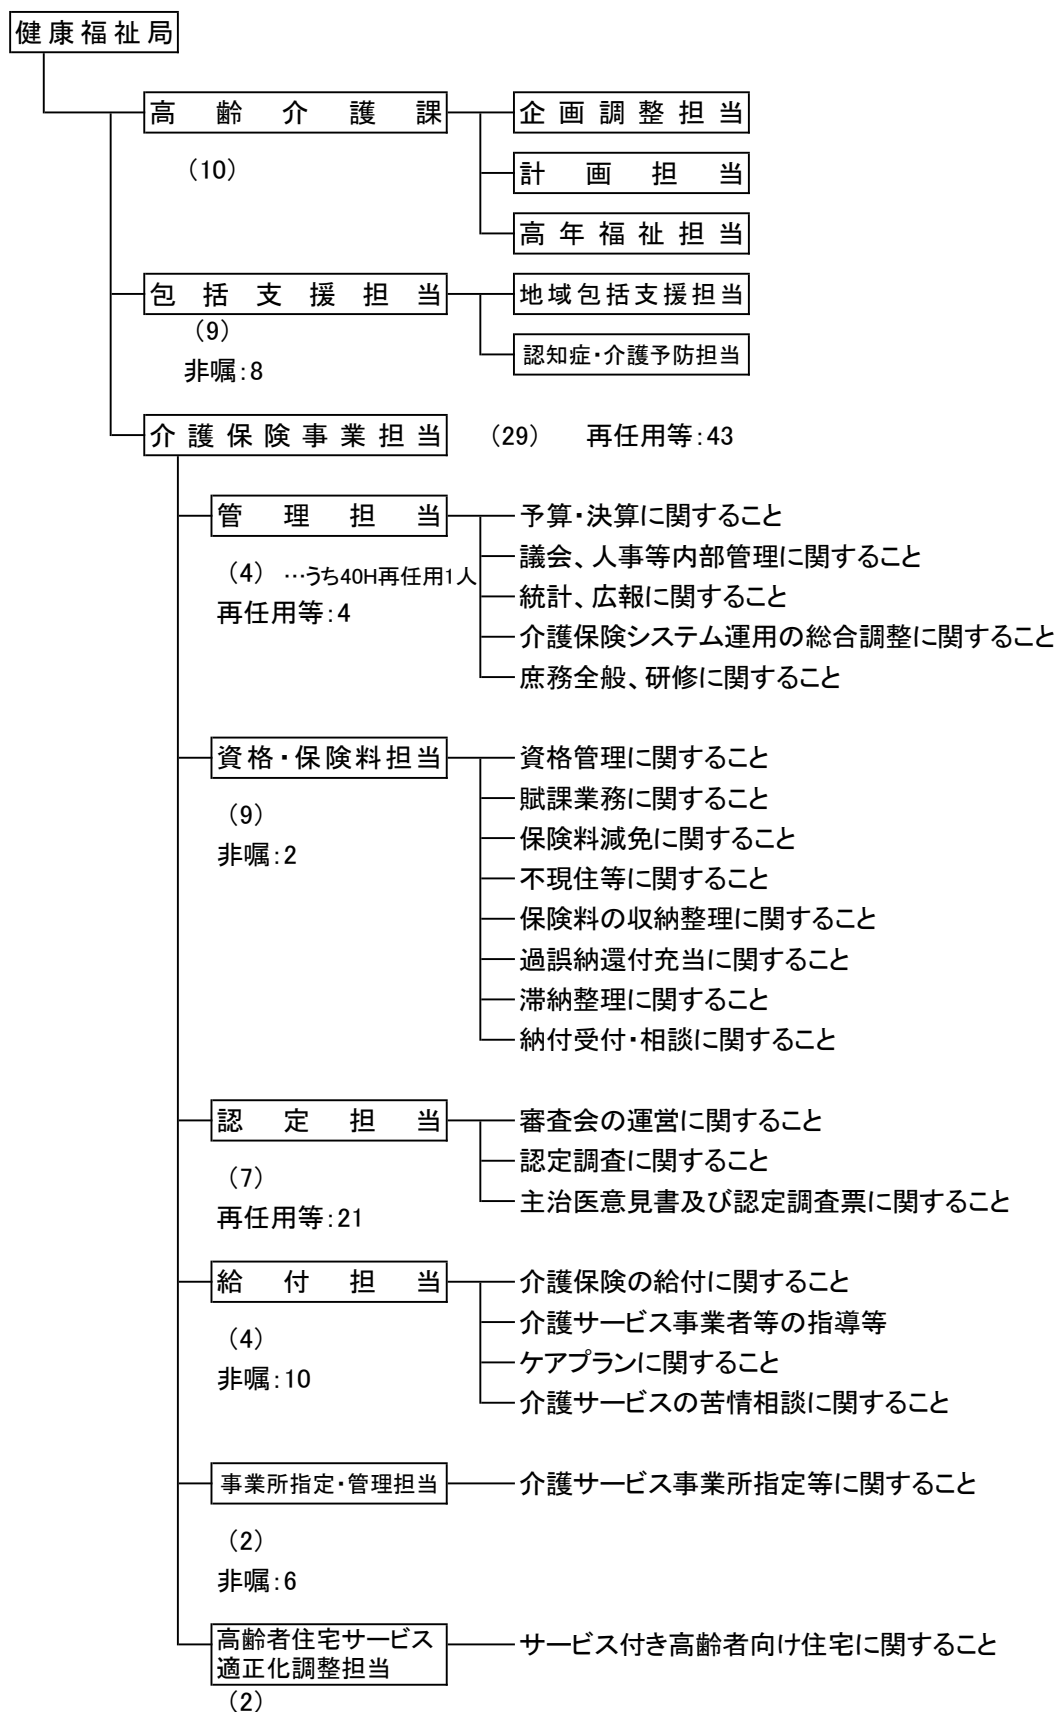 健康福祉局
高齢介護課
企画調整担当
(10)
計画担当
高年福祉担当
包括支援担当
地域包括支援担当
(9)
認知症・介護予防担当
非嘱：8
介護保険事業担当
(29) 再任用等：43
管理担当
予算・決算に関すること
議会、人事等内部管理に関すること
(4) …うち40H再任用1人
統計、広報に関すること
再任用等：4
介護保険システム運用の総合調整に関すること
庶務全般、研修に関すること
資格・保険料担当
資格管理に関すること
賦課業務に関すること
(9)
保険料減免に関すること
非嘱：2
不現住等に関すること
保険料の収納整理に関すること
過誤納還付充当に関すること
滞納整理に関すること
納付受付・相談に関すること
認定担当
審査会の運営に関すること
認定調査に関すること
(7)
主治医意見書及び認定調査票に関すること
再任用等：21
給付担当
介護保険の給付に関すること
介護サービス事業者等の指導等
(4)
ケアプランに関すること
非嘱：10
介護サービスの苦情相談に関すること
事業所指定・管理担当
介護サービス事業所指定等に関すること
(2)
非嘱：6
高齢者住宅サービス
適正化調整担当
サービス付き高齢者向け住宅に関すること
(2)